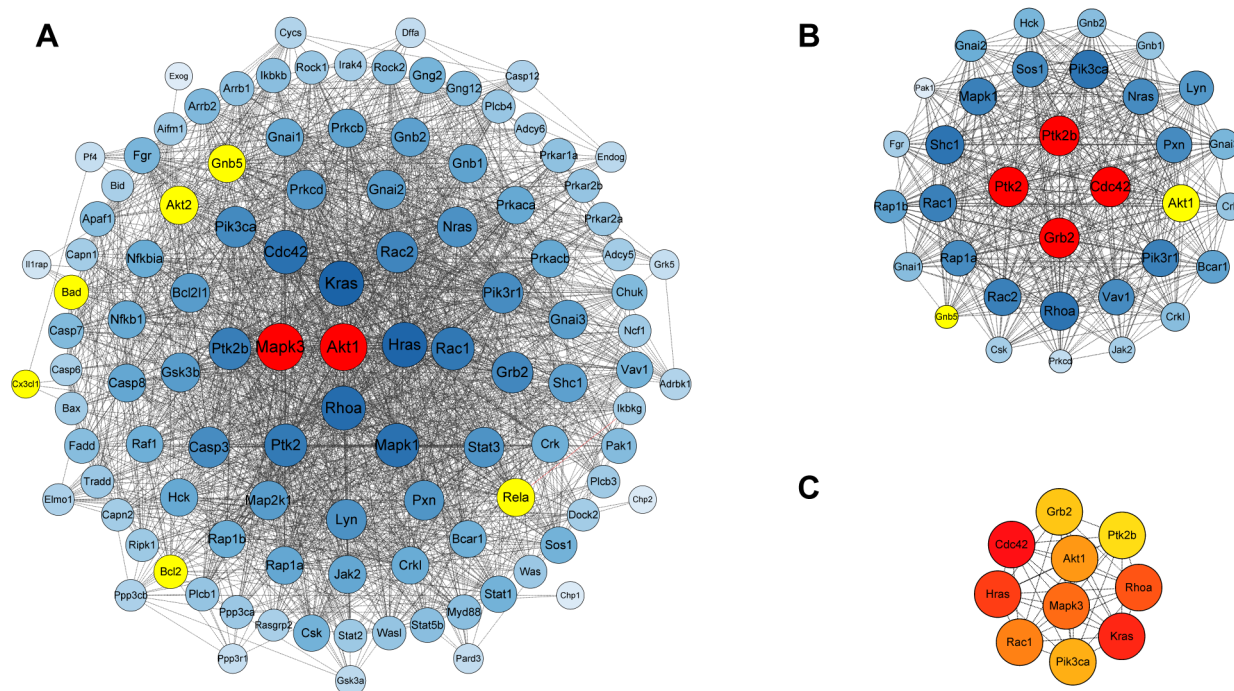 A
Cycs
Dffa
Exog
Ikbkb
Rock1
Irak4
Rock2
Gng2
Casp12
Arrb2
Arrb1
Gng12
Plcb4
Aifm1
Gnai1
Prkcb
Gnb2
Adcy6
Pf4
Fgr
Gnb5
Gnb1
Prkar1a
Endog
Bid
Akt2
Prkcd
Gnai2
Prkaca
Prkar2b
Apaf1
Pik3ca
Nras
Prkar2a
Capn1
Nfkbia
Cdc42
Rac2
Prkacb
Adcy5
Il1rap
Grk5
Bad
Bcl2l1
Kras
Pik3r1
Chuk
Nfkb1
Gnai3
Casp7
Ptk2b
Mapk3
Akt1
Hras
Rac1
Ncf1
Casp6
Casp8
Gsk3b
Grb2
Shc1
Vav1
Cx3cl1
Adrbk1
Bax
Rhoa
Ikbkg
Fadd
Raf1
Casp3
Ptk2
Mapk1
Stat3
Crk
Pak1
Tradd
Plcb3
Elmo1
Capn2
Hck
Map2k1
Pxn
Rela
Dock2
Chp2
Ripk1
Rap1b
Lyn
Bcar1
Sos1
Bcl2
Rap1a
Jak2
Crkl
Was
Ppp3cb
Plcb1
Stat1
Chp1
Ppp3ca
Rasgrp2
Csk
Stat2
Wasl
Stat5b
Myd88
Ppp3r1
Gsk3a
Pard3
B
Hck
Gnb2
Gnai2
Sos1
Pik3ca
Gnb1
Pak1
Mapk1
Nras
Lyn
Fgr
Shc1
Ptk2b
Pxn
Gnai
Rap1b
Rac1
Ptk2
Cdc42
Akt1
Cr
Grb2
Gnai1
Rap1a
Pik3r1
Bcar1
Gnb5
Rac2
Rhoa
Vav1
Crkl
Csk
Prkcd
Jak2
C
Grb2
Cdc42
Ptk2b
Akt1
Hras
Mapk3
Rhoa
Rac1
Kras
Pik3ca